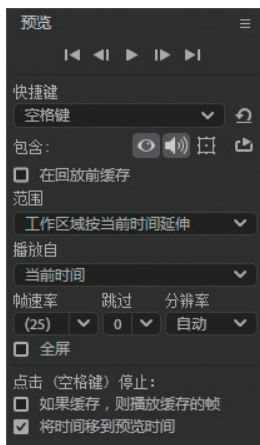 预览
快捷键
空格键
包含:
在回放前缓存
范围
工作区域按当前时间延伸
播放自
当前时间
帧速率 跳过 分辨率
(25) 0 自动
全屏
点击（空格键）停止:
如果缓存，则播放缓存的帧
将时间移到预览时间